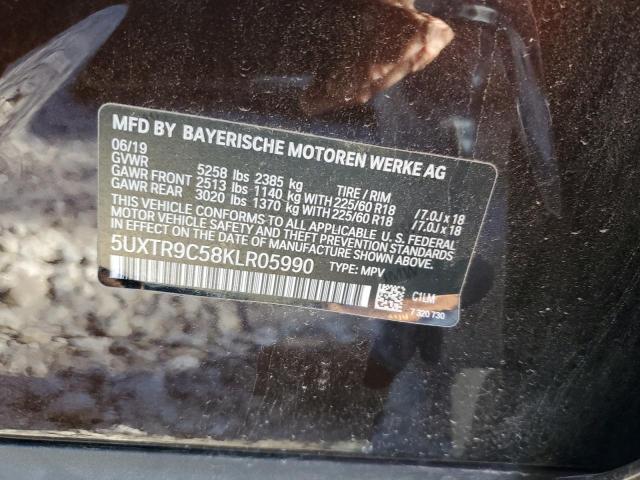 MFD BY BAYERISCHE MOTOREN WERKE AG
06/19
GVWR 5258 lbs 2385 kg TIRE / RIM
GAWR FRONT 2513 lbs 1140 kg WITH 225/60 R18 /7.0J x 18
GAWR REAR 3020 lbs 1370 kg WITH 225/60 R18 /7.0J x 18
THIS VEHICLE CONFORMS TO ALL APPLICABLE U.S. FEDERAL
MOTOR VEHICLE SAFETY AND THEFT PREVENTION STANDARDS
IN EFFECT ON THE DATE OF MANUFACTURE SHOWN ABOVE.
5UXTR9C58KLR05990 TYPE: MPV
C1LM
7 320 730